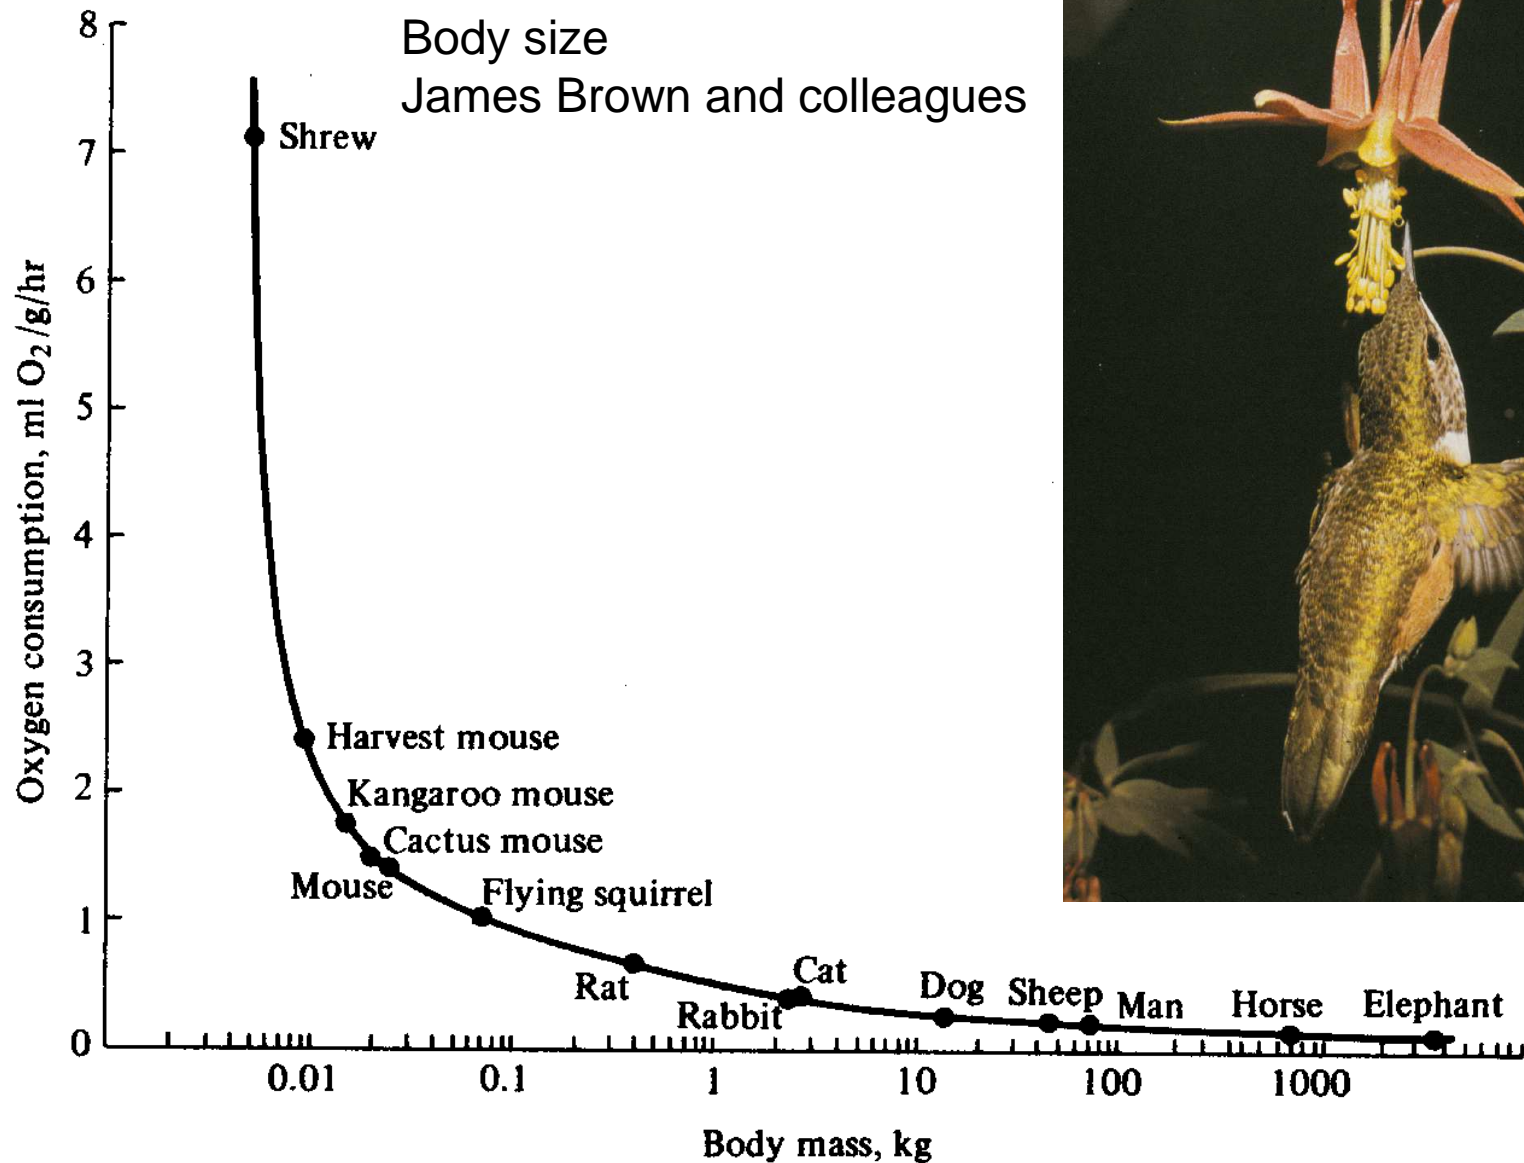 Body size
James Brown and colleagues
8
7
6
5
4
3
2
1
0
Oxygen consumption, ml O₂/g/hr
Shrew
Harvest mouse
Kangaroo mouse
Cactus mouse
Mouse
Flying squirrel
Rat
Cat
Rabbit
Dog
Sheep
Man
Horse
Elephant
0.01 0.1 1 10 100 1000
Body mass, kg